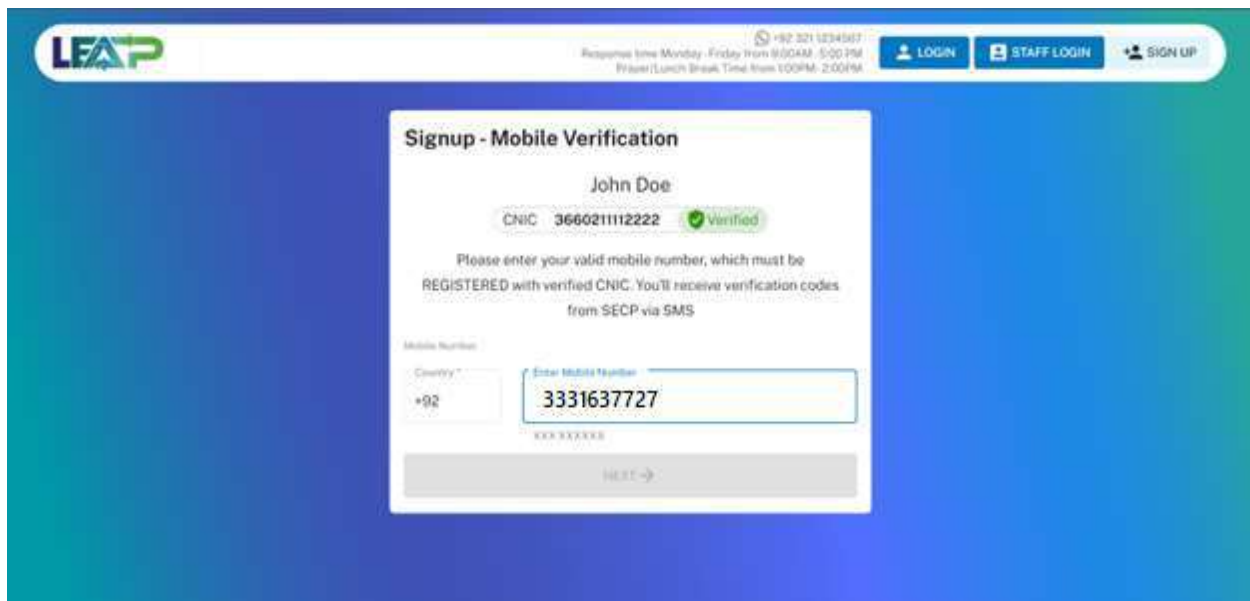 LEAP
+92 321 1234567
Response time Monday - Friday from 9:00AM - 5:00 PM
Prayer/Lunch Break Time from 1:00PM - 2:00PM
LOGIN
STAFF LOGIN
SIGN UP
Signup - Mobile Verification
John Doe
CNIC 3660211112222 Verified
Please enter your valid mobile number, which must be
REGISTERED with verified CNIC. You'll receive verification codes
from SECP via SMS
Mobile Number
Country *
Enter Mobile Number
+92
3331637727
NEXT